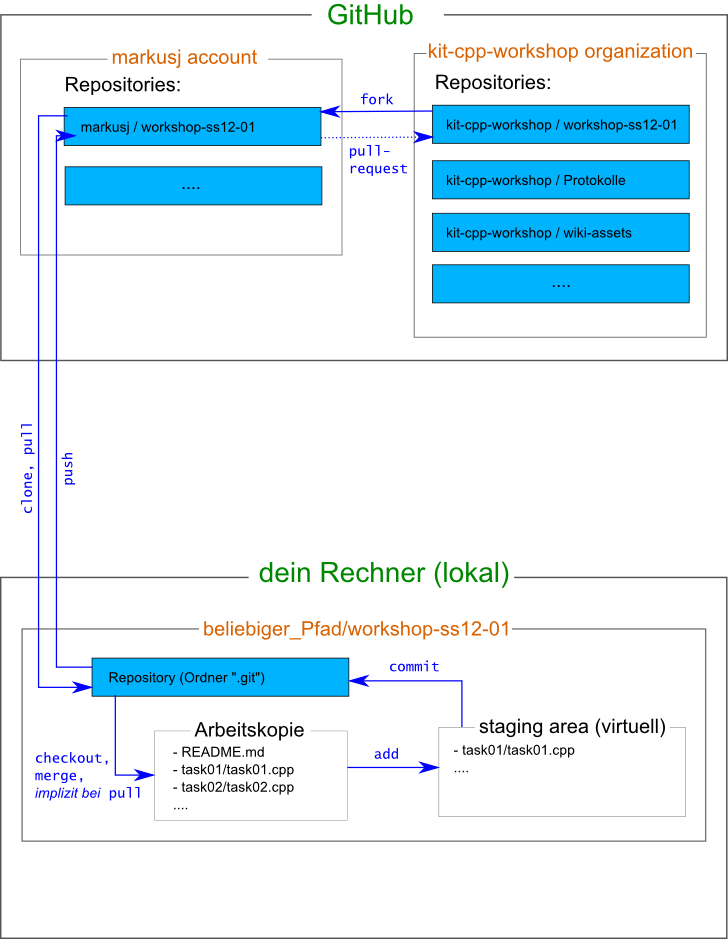 GitHub
markusj account
Repositories:
markusj / workshop-ss12-01
....
fork
pull-
request
kit-cpp-workshop organization
Repositories:
kit-cpp-workshop / workshop-ss12-01
kit-cpp-workshop / Protokolle
kit-cpp-workshop / wiki-assets
....
clone, pull
push
dein Rechner (lokal)
beliebiger_Pfad/workshop-ss12-01
Repository (Ordner ".git")
commit
checkout,
merge,
implizit bei pull
Arbeitskopie
- README.md
- task01/task01.cpp
- task02/task02.cpp
....
add
staging area (virtuell)
- task01/task01.cpp
....